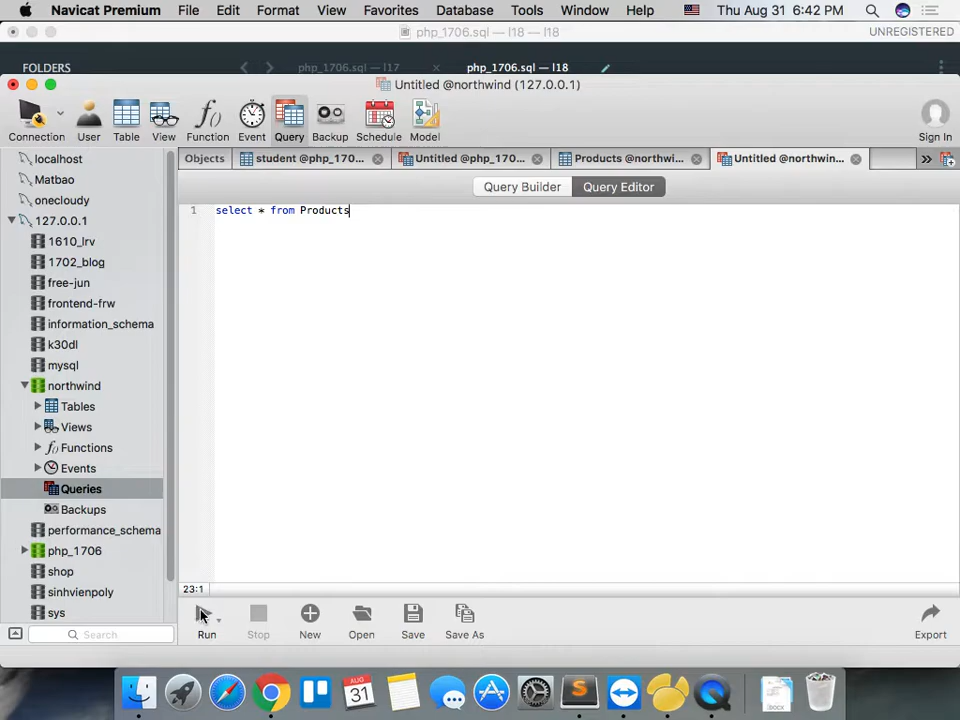 Navicat Premium File Edit Format View Favorites Database Tools Window Help Thu Aug 31 6:42 PM
php_1706.sql — l18 — l18 UNREGISTERED
FOLDERS php_1706.sql — l17 × php_1706.sql — l18
Untitled @northwind (127.0.0.1)
Connection User Table View Function Event Query Backup Schedule Model Sign In
Objects student @php_170... Untitled @php_170... Products @northwi... Untitled @northwin...
Query Builder Query Editor
1 select * from Products
localhost
Matbao
onecloudy
127.0.0.1
1610_lrv
1702_blog
free-jun
frontend-frw
information_schema
k30dl
mysql
northwind
Tables
Views
Functions
Events
Queries
Backups
performance_schema
php_1706
shop
sinhvienpoly
sys
23:1
Run Stop New Open Save Save As Export
Search
31
DOCX